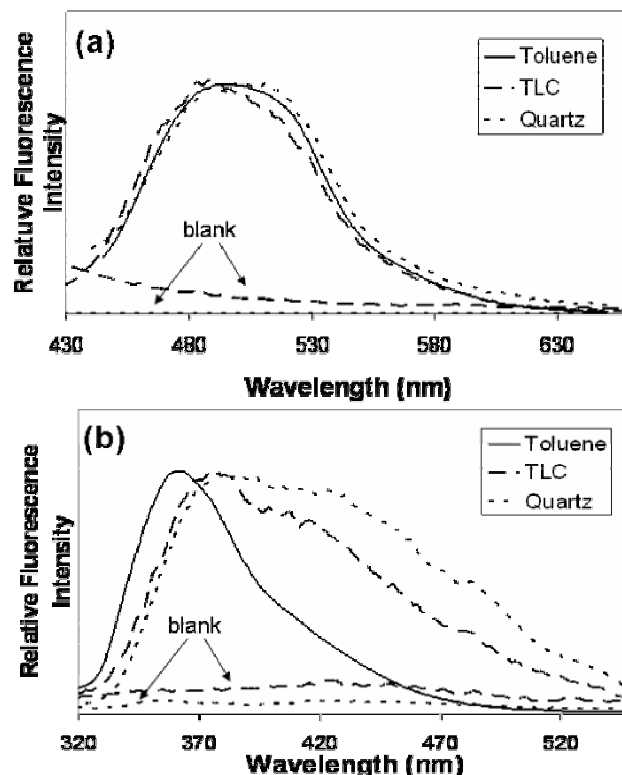 (a)
Toluene
TLC
Quartz
Relative Fluorescence
Intensity
blank
430 480 530 580 630
Wavelength (nm)
(b)
Toluene
TLC
Quartz
Relative Fluorescence
Intensity
blank
320 370 420 470 520
Wavelength (nm)